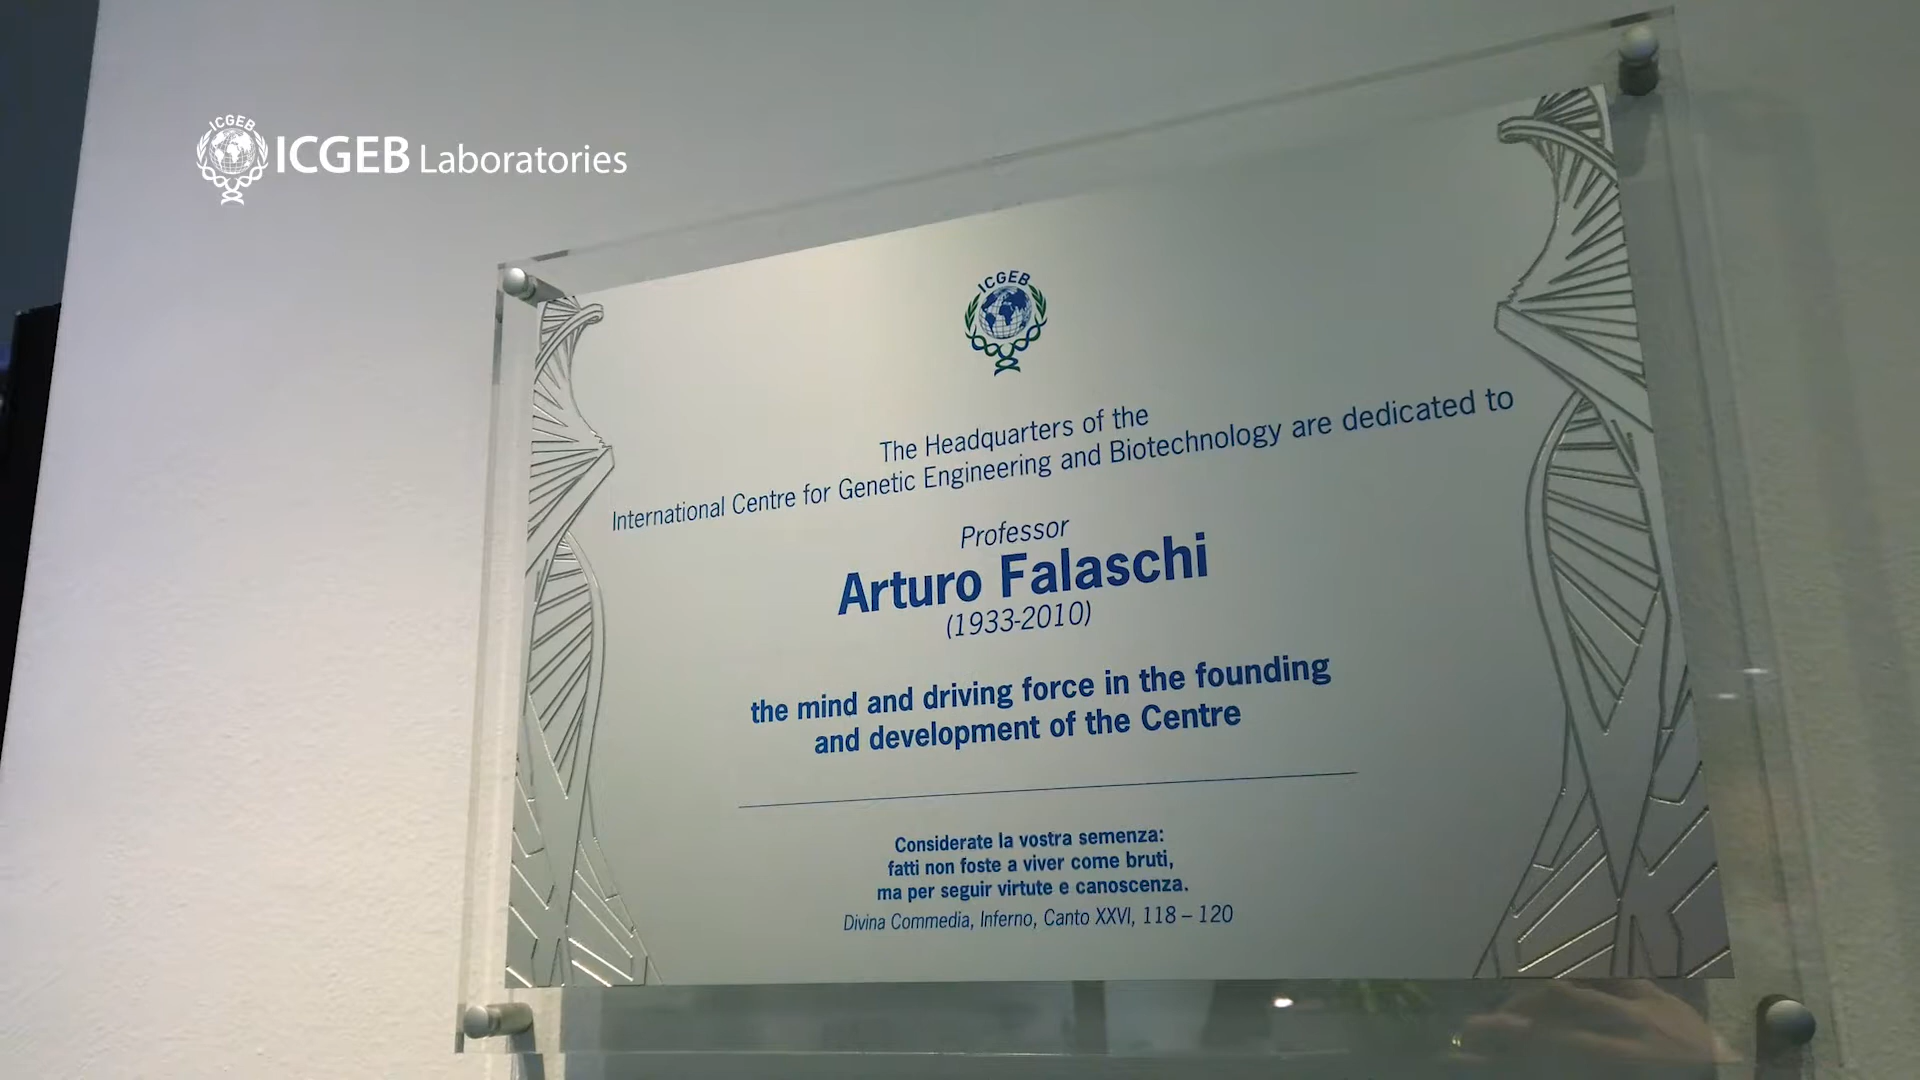 ICGEB
ICGEB Laboratories
ICGEB
The Headquarters of the
International Centre for Genetic Engineering and Biotechnology are dedicated to
Professor
Arturo Falaschi
(1933-2010)
the mind and driving force in the founding
and development of the Centre
Considerate la vostra semenza:
fatti non foste a viver come bruti,
ma per seguir virtute e canoscenza.
Divina Commedia, Inferno, Canto XXVI, 118 – 120